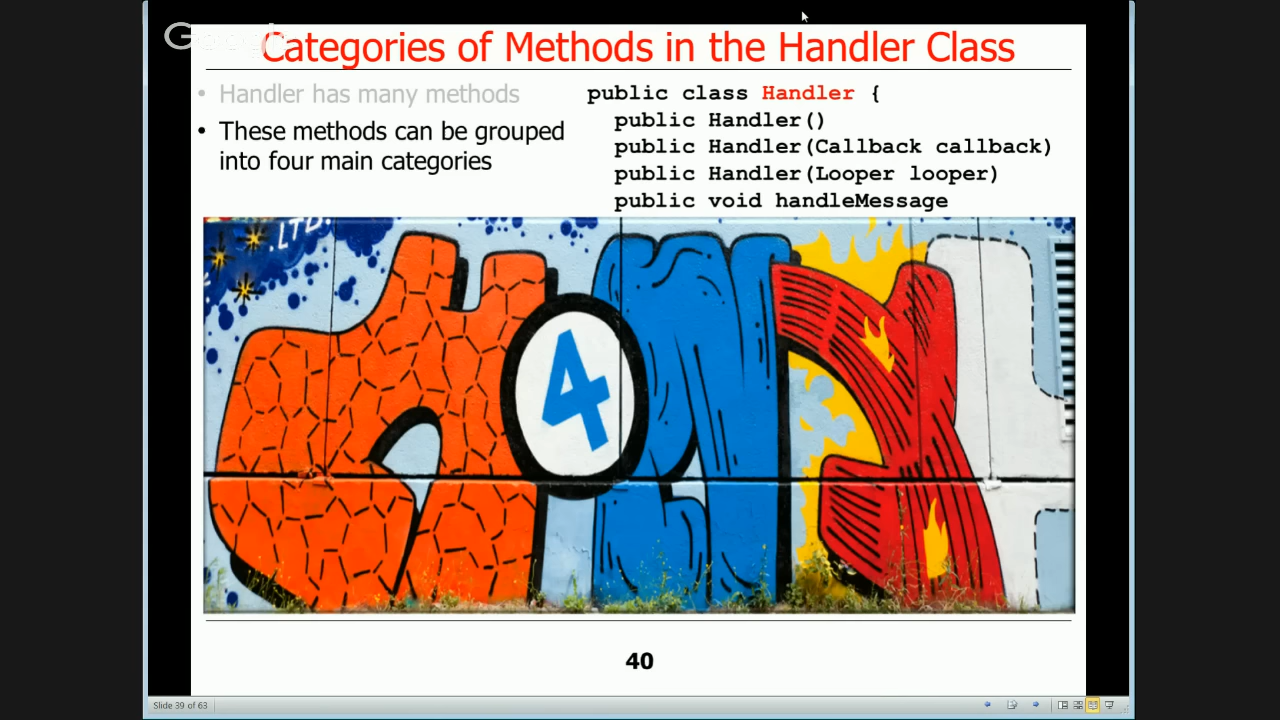 Categories of Methods in the Handler Class
• Handler has many methods
• These methods can be grouped
into four main categories
public class Handler {
public Handler()
public Handler(Callback callback)
public Handler(Looper looper)
public void handleMessage
.LTD.
4
40
Slide 39 of 63